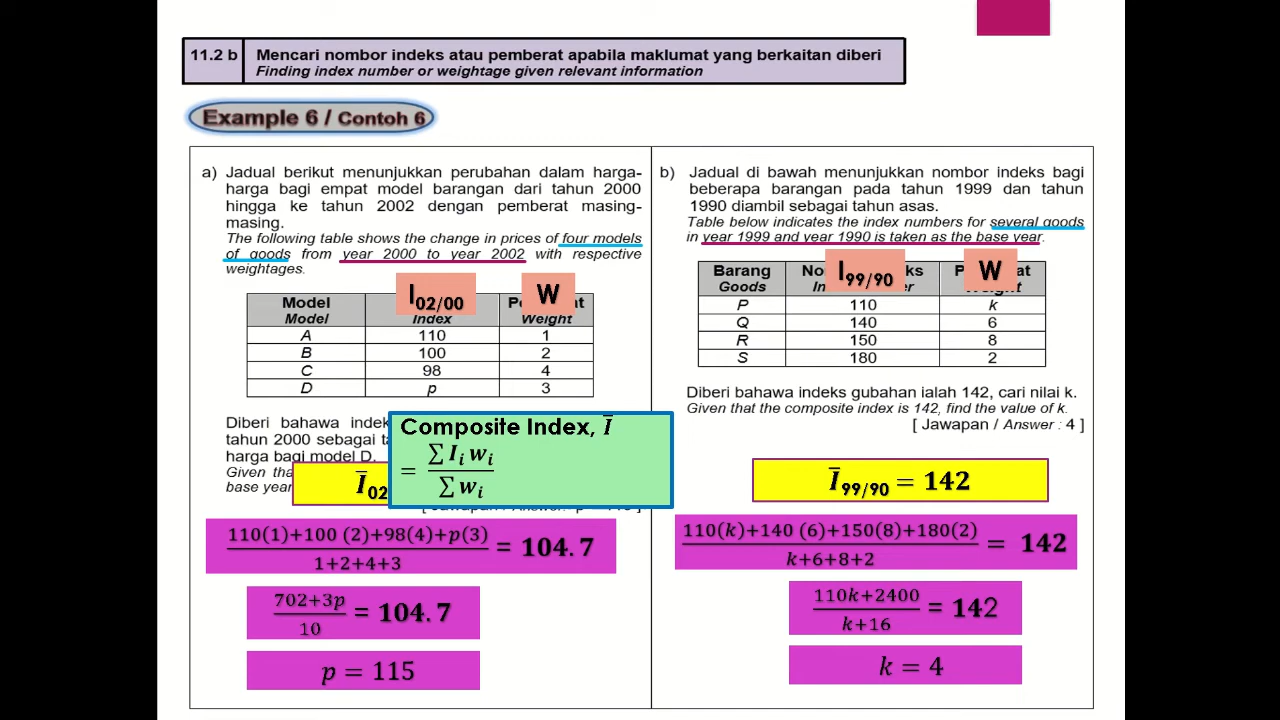 11.2 b Mencari nombor indeks atau pemberat apabila maklumat yang berkaitan diberi
Finding index number or weightage given relevant information
Example 6 / Contoh 6
a) Jadual berikut menunjukkan perubahan dalam harga-
harga bagi empat model barangan dari tahun 2000
hingga ke tahun 2002 dengan pemberat masing-
masing.
The following table shows the change in prices of four models
of goods from year 2000 to year 2002 with respective
weightages.
I02/00 W
Model
Model Index Weight
A 110 1
B 100 2
C 98 4
D p 3
Diberi bahawa
tahun 2000 sebagai
harga bagi model D.
Given
base year
Composite Index, Ī
= ∑ Iᵢ wᵢ / ∑ wᵢ
Ī02
110(1)+100 (2)+98(4)+p(3) / 1+2+4+3 = 104.7
702+3p / 10 = 104.7
p = 115
b) Jadual di bawah menunjukkan nombor indeks bagi
beberapa barangan pada tahun 1999 dan tahun
1990 diambil sebagai tahun asas.
Table below indicates the index numbers for several goods
in year 1999 and year 1990 is taken as the base year.
I99/90 W
Barang
Goods
P 110 k
Q 140 6
R 150 8
S 180 2
Diberi bahawa indeks gubahan ialah 142, cari nilai k.
Given that the composite index is 142, find the value of k.
[ Jawapan / Answer : 4 ]
Ī99/90 = 142
110(k)+140 (6)+150(8)+180(2) / k+6+8+2 = 142
110k+2400 / k+16 = 142
k = 4